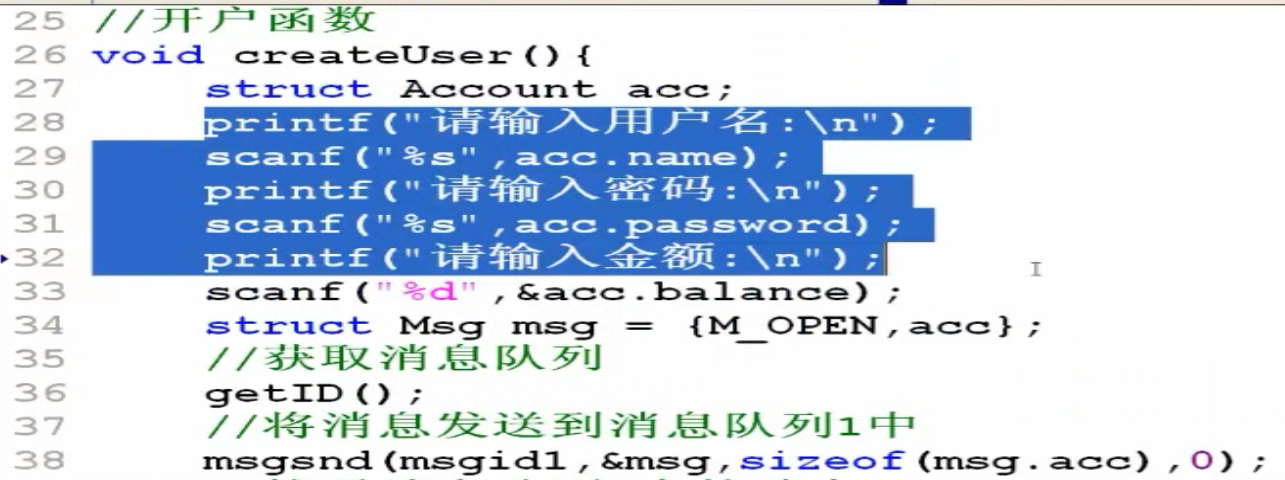 25 //开户函数
26 void createUser(){
27 struct Account acc;
28 printf("请输入用户名:\n");
29 scanf("%s",acc.name);
30 printf("请输入密码:\n");
31 scanf("%s",acc.password);
32 printf("请输入金额:\n");
33 scanf("%d",&acc.balance);
34 struct Msg msg = {M_OPEN,acc};
35 //获取消息队列
36 getID();
37 //将消息发送到消息队列1中
38 msgsnd(msgid1,&msg,sizeof(msg.acc),0);